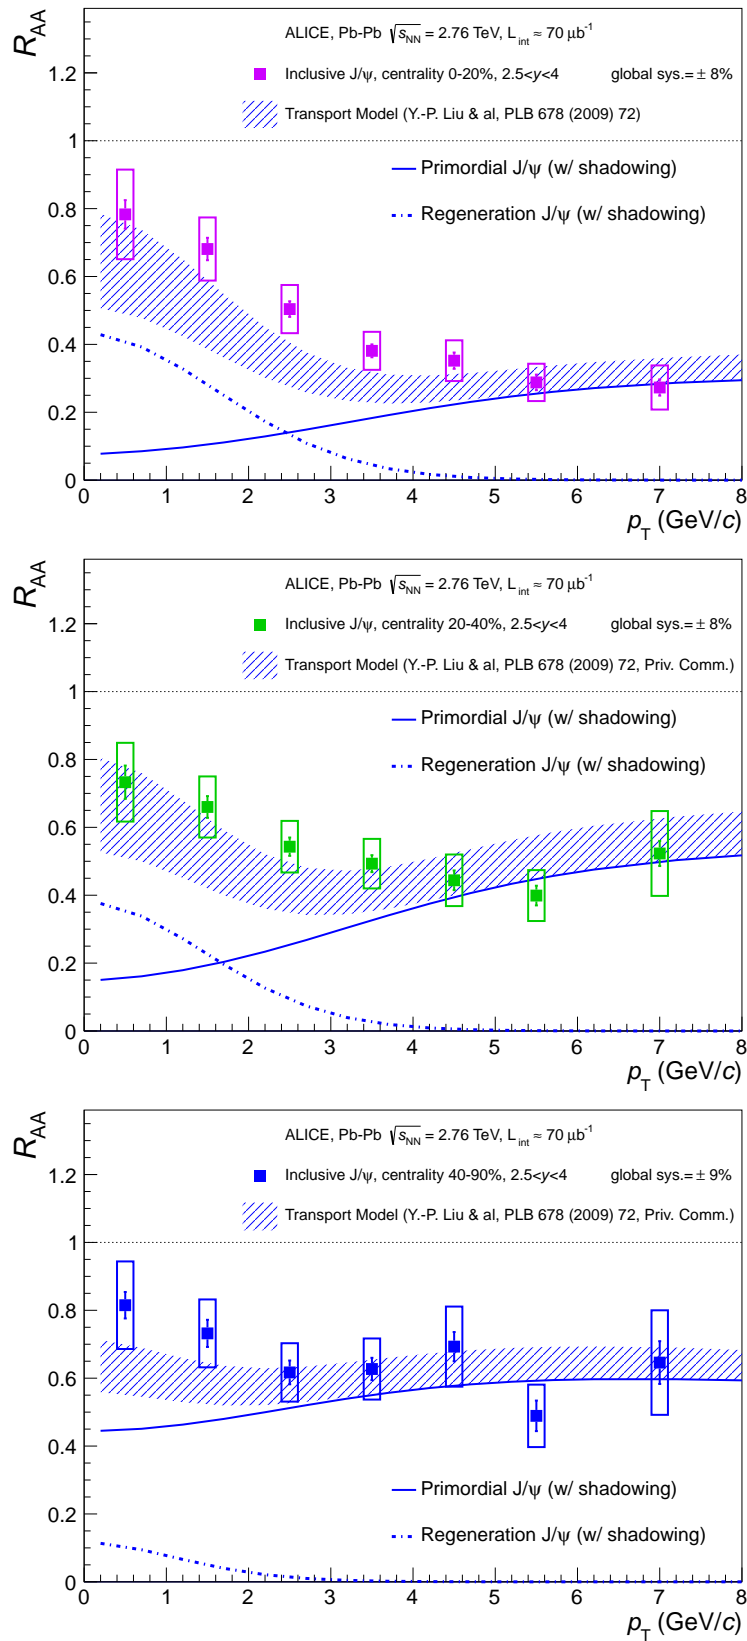 R_AA
ALICE, Pb-Pb √s_NN = 2.76 TeV, L_int ≈ 70 μb⁻¹
Inclusive J/ψ, centrality 0-20%, 2.5<y<4 global sys.= ± 8%
Transport Model (Y.-P. Liu & al, PLB 678 (2009) 72)
Primordial J/ψ (w/ shadowing)
Regeneration J/ψ (w/ shadowing)
1.2
1
0.8
0.6
0.4
0.2
0
0 1 2 3 4 5 6 7 8
p_T (GeV/c)
R_AA
ALICE, Pb-Pb √s_NN = 2.76 TeV, L_int ≈ 70 μb⁻¹
Inclusive J/ψ, centrality 20-40%, 2.5<y<4 global sys.= ± 8%
Transport Model (Y.-P. Liu & al, PLB 678 (2009) 72, Priv. Comm.)
Primordial J/ψ (w/ shadowing)
Regeneration J/ψ (w/ shadowing)
1.2
1
0.8
0.6
0.4
0.2
0
0 1 2 3 4 5 6 7 8
p_T (GeV/c)
R_AA
ALICE, Pb-Pb √s_NN = 2.76 TeV, L_int ≈ 70 μb⁻¹
Inclusive J/ψ, centrality 40-90%, 2.5<y<4 global sys.= ± 9%
Transport Model (Y.-P. Liu & al, PLB 678 (2009) 72, Priv. Comm.)
1.2
1
0.8
0.6
0.4
0.2
0
Primordial J/ψ (w/ shadowing)
Regeneration J/ψ (w/ shadowing)
0 1 2 3 4 5 6 7 8
p_T (GeV/c)